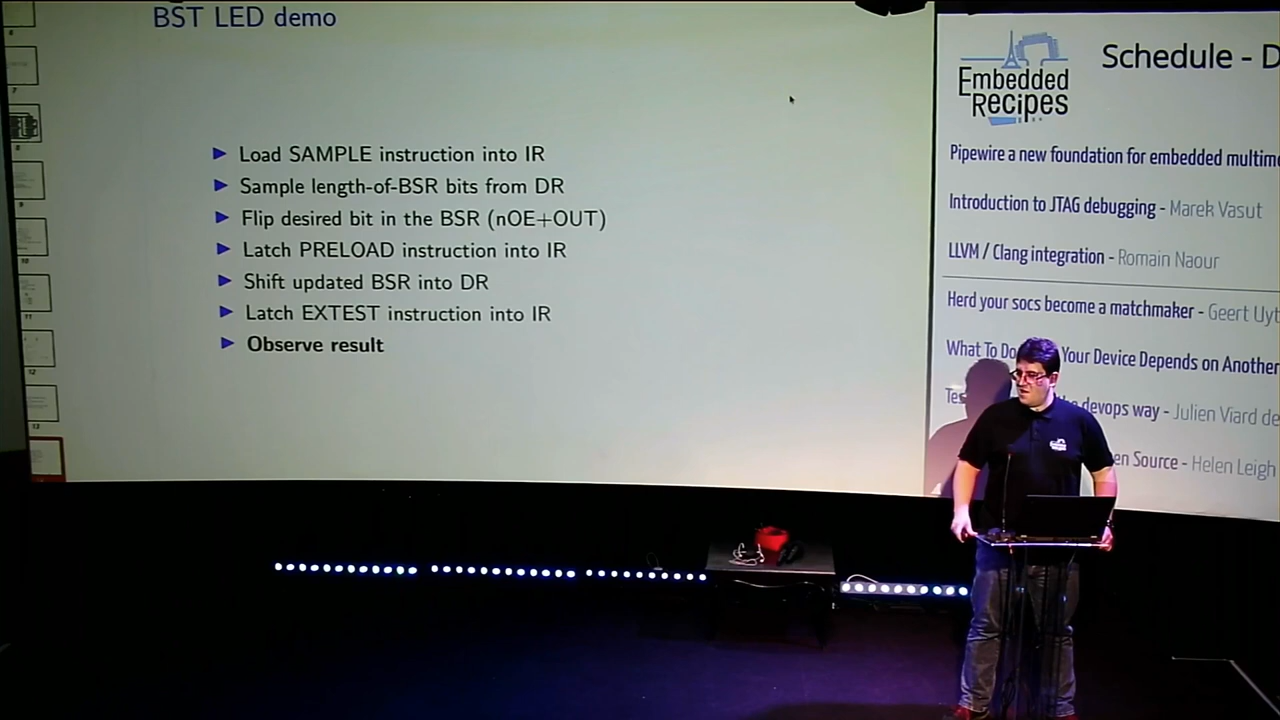 BST LED demo
Load SAMPLE instruction into IR
Sample length-of-BSR bits from DR
Flip desired bit in the BSR (nOE+OUT)
Latch PRELOAD instruction into IR
Shift updated BSR into DR
Latch EXTEST instruction into IR
Observe result
Embedded
Recipes
Schedule - D
Pipewire a new foundation for embedded multime
Introduction to JTAG debugging - Marek Vasut
LLVM / Clang integration - Romain Naour
Herd your socs become a matchmaker - Geert Uyt
What To Do Your Device Depends on Another
devops way - Julien Viard de
Source - Helen Leigh